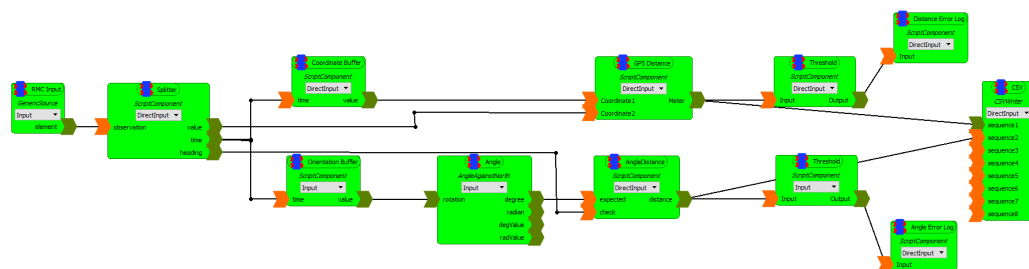 RMC Input
GenericSource
Input
element
Splitter
ScriptComponent
DirectInput
observation
value
time
heading
Coordinate Buffer
ScriptComponent
DirectInput
time
value
Orientation Buffer
ScriptComponent
Input
time
value
Angle
AngleAgainstNorth
Input
rotation
degree
radian
degValue
radValue
GPS Distance
ScriptComponent
DirectInput
Coordinate1
Meter
Coordinate2
AngleDistance
ScriptComponent
DirectInput
expected
distance
check
Threshold
ScriptComponent
DirectInput
Input
Output
Threshold
ScriptComponent
Input
Input
Output
Distance Error Log
ScriptComponent
DirectInput
Input
Angle Error Log
ScriptComponent
DirectInput
Input
CSV
CSVWriter
DirectInput
sequence1
sequence2
sequence3
sequence4
sequence5
sequence6
sequence7
sequence8